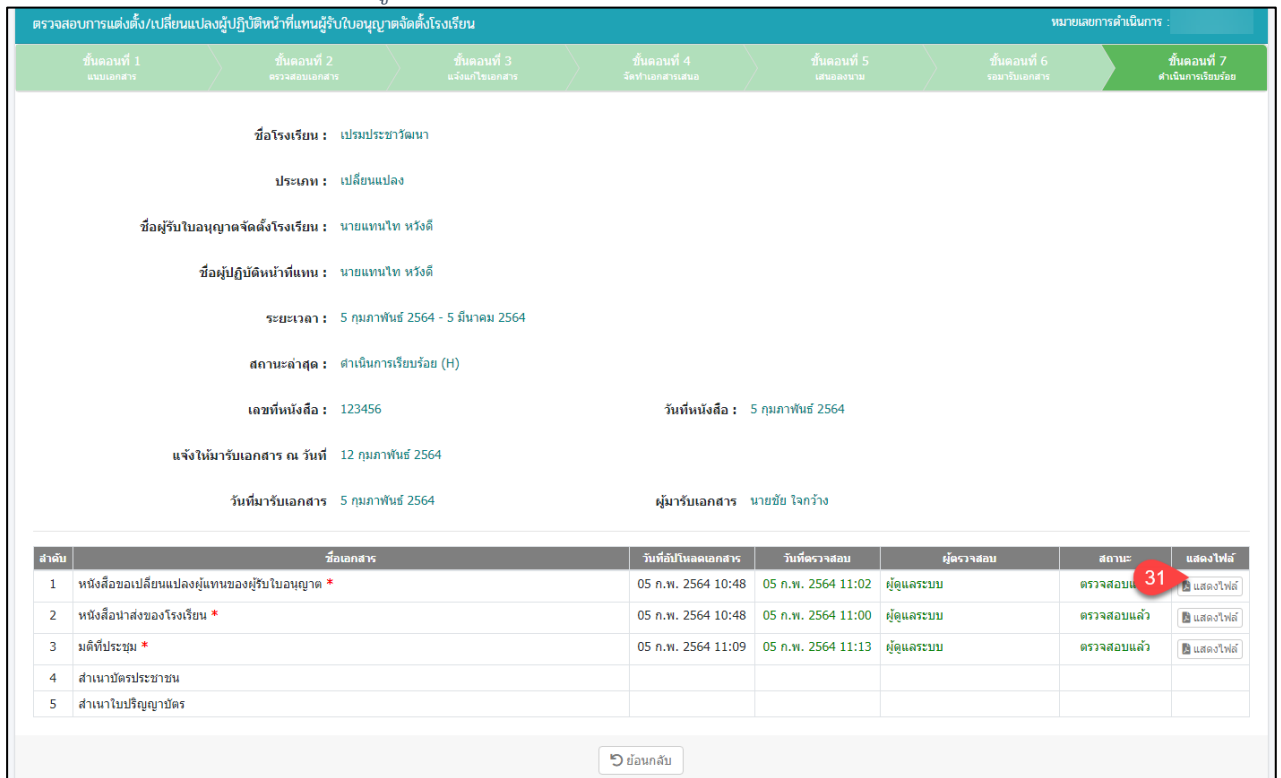 ตรวจสอบการแต่งตั้ง/เปลี่ยนแปลงผู้ปฏิบัติหน้าที่แทนผู้รับใบอนุญาตจัดตั้งโรงเรียน หมายเลขการดำเนินการ :
ขั้นตอนที่ 1 ขั้นตอนที่ 2 ขั้นตอนที่ 3 ขั้นตอนที่ 4 ขั้นตอนที่ 5 ขั้นตอนที่ 6 ขั้นตอนที่ 7
แนบเอกสาร ตรวจสอบเอกสาร แจ้งแก้ไขเอกสาร จัดทำเอกสารเสนอ เสนอลงนาม รอมารับเอกสาร ดำเนินการเรียบร้อย
ชื่อโรงเรียน : เปรมประชาวัฒนา
ประเภท : เปลี่ยนแปลง
ชื่อผู้รับใบอนุญาตจัดตั้งโรงเรียน : นายแทนไท หวังดี
ชื่อผู้ปฏิบัติหน้าที่แทน : นายแทนไท หวังดี
ระยะเวลา : 5 กุมภาพันธ์ 2564 - 5 มีนาคม 2564
สถานะล่าสุด : ดำเนินการเรียบร้อย (H)
เลขที่หนังสือ : 123456 วันที่หนังสือ : 5 กุมภาพันธ์ 2564
แจ้งให้มารับเอกสาร ณ วันที่ 12 กุมภาพันธ์ 2564
วันที่มารับเอกสาร 5 กุมภาพันธ์ 2564 ผู้มารับเอกสาร นายชัย ใจกว้าง
ลำดับ ชื่อเอกสาร วันที่อัปโหลดเอกสาร วันที่ตรวจสอบ ผู้ตรวจสอบ สถานะ แสดงไฟล์
1 หนังสือขอเปลี่ยนแปลงผู้แทนของผู้รับใบอนุญาต * 05 ก.พ. 2564 10:48 05 ก.พ. 2564 11:02 ผู้ดูแลระบบ ตรวจสอบแ 31 แสดงไฟล์
2 หนังสือนำส่งของโรงเรียน * 05 ก.พ. 2564 10:48 05 ก.พ. 2564 11:00 ผู้ดูแลระบบ ตรวจสอบแล้ว แสดงไฟล์
3 มติที่ประชุม * 05 ก.พ. 2564 11:09 05 ก.พ. 2564 11:13 ผู้ดูแลระบบ ตรวจสอบแล้ว แสดงไฟล์
4 สำเนาบัตรประชาชน
5 สำเนาใบปริญญาบัตร
ย้อนกลับ